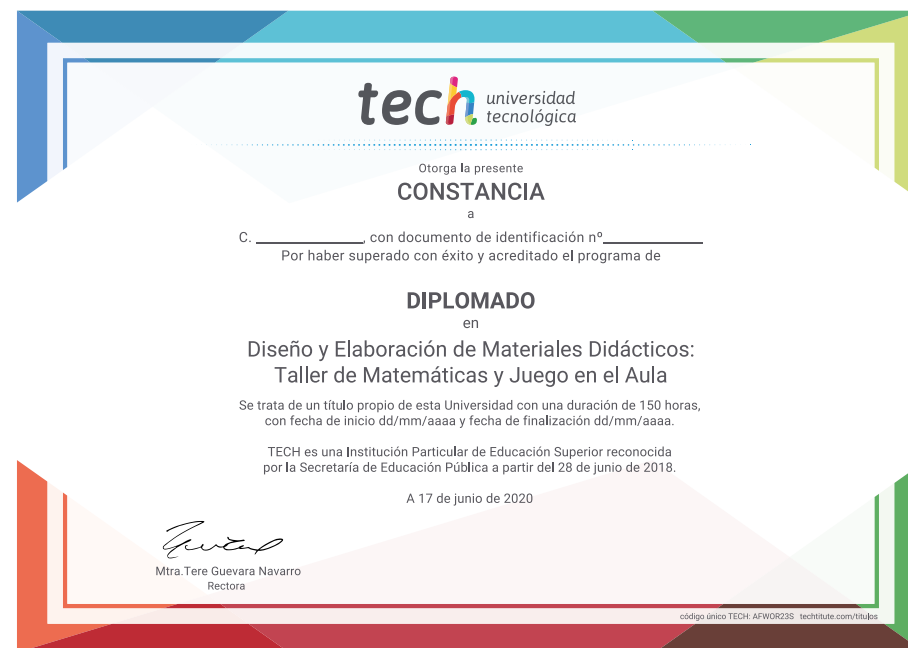 tech universidad
tecnológica
Otorga la presente
CONSTANCIA
a
C. ______________, con documento de identificación nº_____________
Por haber superado con éxito y acreditado el programa de
DIPLOMADO
en
Diseño y Elaboración de Materiales Didácticos:
Taller de Matemáticas y Juego en el Aula
Se trata de un título propio de esta Universidad con una duración de 150 horas,
con fecha de inicio dd/mm/aaaa y fecha de finalización dd/mm/aaaa.
TECH es una Institución Particular de Educación Superior reconocida
por la Secretaría de Educación Pública a partir del 28 de junio de 2018.
A 17 de junio de 2020
Mtra.Tere Guevara Navarro
Rectora
código único TECH: AFWOR23S techtitute.com/titulos